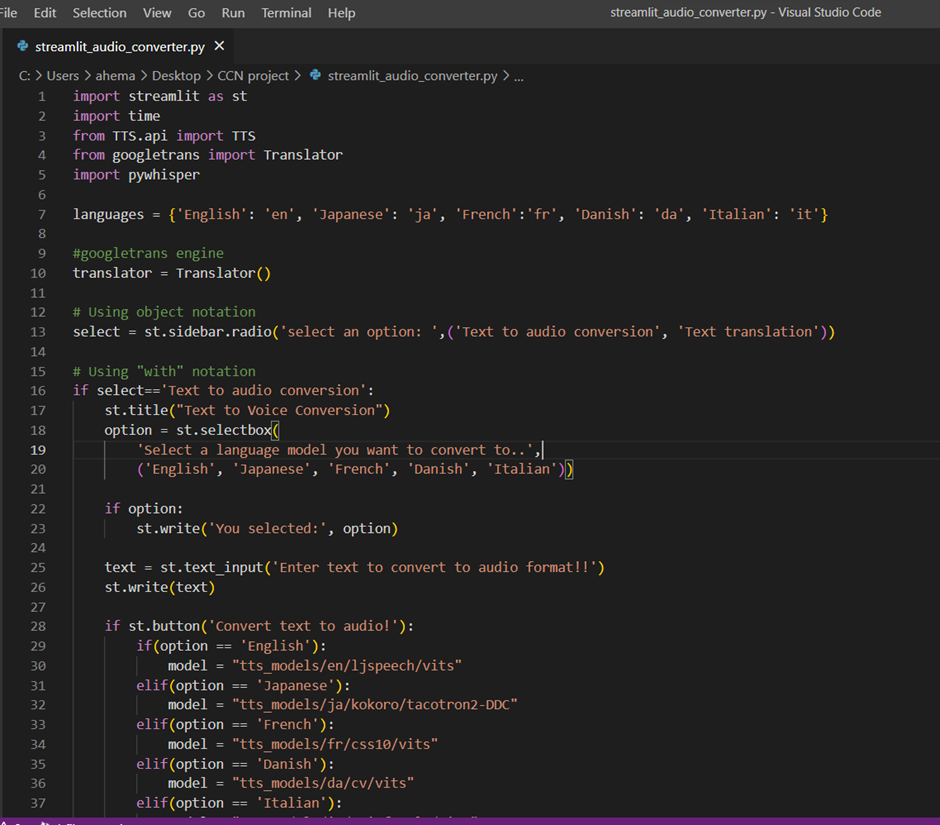 File Edit Selection View Go Run Terminal Help streamlit_audio_converter.py - Visual Studio Code
streamlit_audio_converter.py ×
C: > Users > ahema > Desktop > CCN project > streamlit_audio_converter.py > ...
1 import streamlit as st
2 import time
3 from TTS.api import TTS
4 from googletrans import Translator
5 import pywhisper
6
7 languages = {'English': 'en', 'Japanese': 'ja', 'French':'fr', 'Danish': 'da', 'Italian': 'it'}
8
9 #googletrans engine
10 translator = Translator()
11
12 # Using object notation
13 select = st.sidebar.radio('select an option: ',('Text to audio conversion', 'Text translation'))
14
15 # Using "with" notation
16 if select=='Text to audio conversion':
17     st.title("Text to Voice Conversion")
18     option = st.selectbox(
19         'Select a language model you want to convert to..',
20         ('English', 'Japanese', 'French', 'Danish', 'Italian'))
21
22     if option:
23         st.write('You selected:', option)
24
25     text = st.text_input('Enter text to convert to audio format!!')
26     st.write(text)
27
28     if st.button('Convert text to audio!'):
29         if(option == 'English'):
30             model = "tts_models/en/ljspeech/vits"
31         elif(option == 'Japanese'):
32             model = "tts_models/ja/kokoro/tacotron2-DDC"
33         elif(option == 'French'):
34             model = "tts_models/fr/css10/vits"
35         elif(option == 'Danish'):
36             model = "tts_models/da/cv/vits"
37         elif(option == 'Italian'):